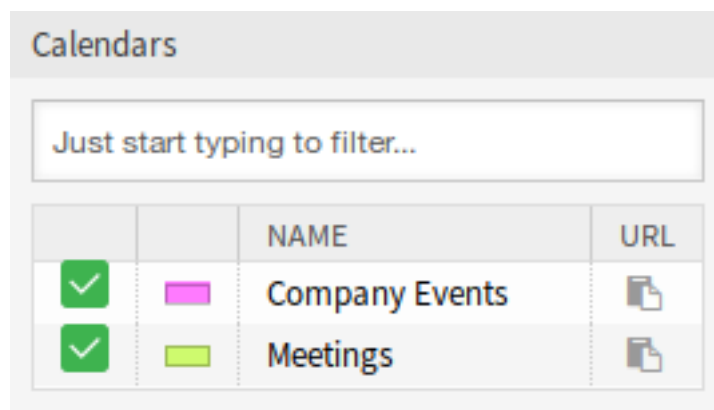 Calendars
Just start typing to filter...
NAME URL
Company Events
Meetings